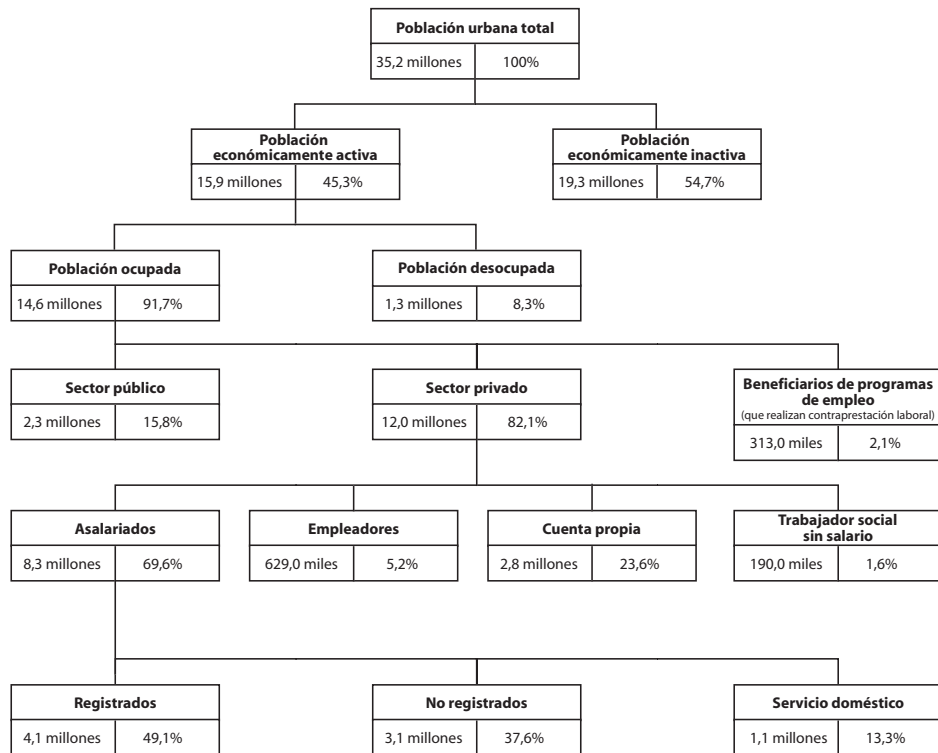 Población urbana total
35,2 millones 100%
Población
económicamente activa
15,9 millones 45,3%
Población
económicamente inactiva
19,3 millones 54,7%
Población ocupada
14,6 millones 91,7%
Población desocupada
1,3 millones 8,3%
Sector público
2,3 millones 15,8%
Sector privado
12,0 millones 82,1%
Beneficiarios de programas
de empleo
(que realizan contraprestación laboral)
313,0 miles 2,1%
Asalariados
8,3 millones 69,6%
Empleadores
629,0 miles 5,2%
Cuenta propia
2,8 millones 23,6%
Trabajador social
sin salario
190,0 miles 1,6%
Registrados
4,1 millones 49,1%
No registrados
3,1 millones 37,6%
Servicio doméstico
1,1 millones 13,3%